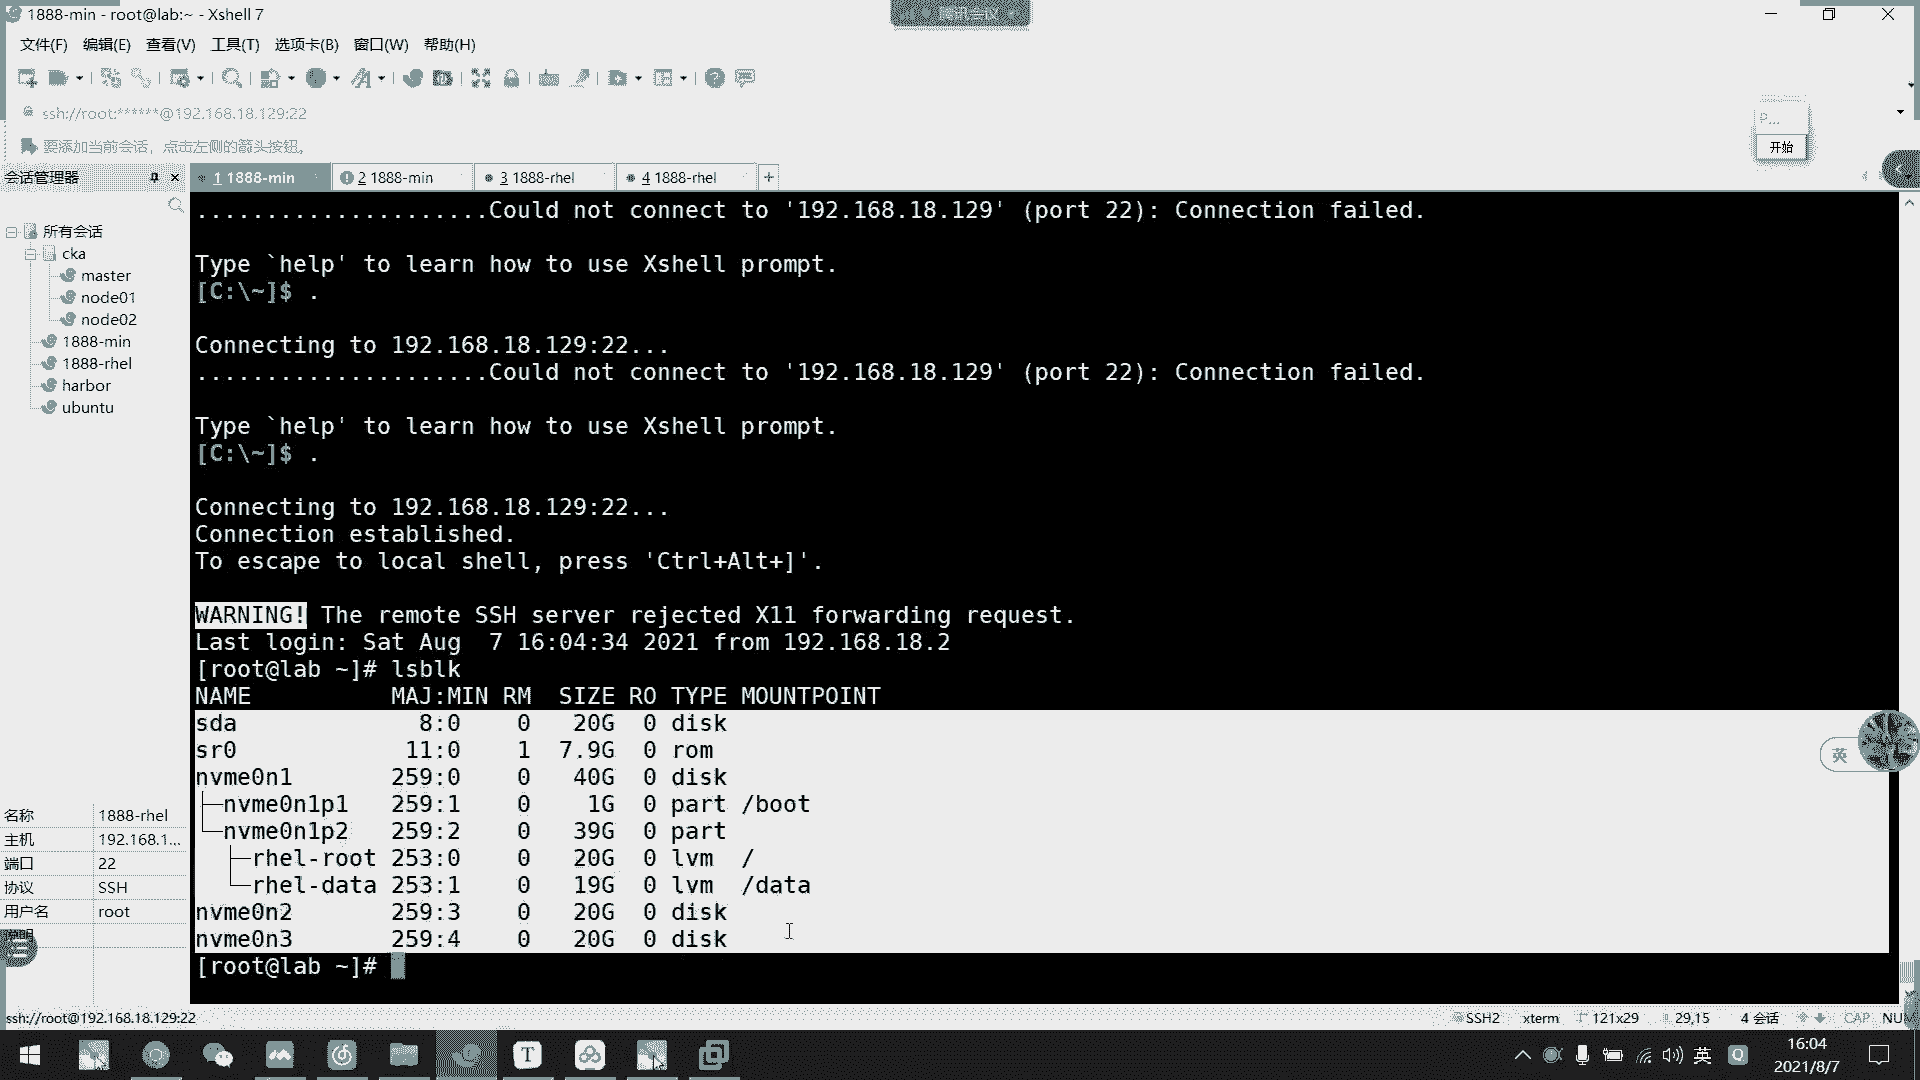 1888-min - root@lab:~ - Xshell 7
腾讯会议
文件(F) 编辑(E) 查看(V) 工具(T) 选项卡(B) 窗口(W) 帮助(H)
ssh://root:******@192.168.18.129:22
要添加当前会话，点击左侧的箭头按钮。
P...
开始
会话管理器
1 1888-min
2 1888-min
3 1888-rhel
4 1888-rhel
所有会话
cka
master
node01
node02
1888-min
1888-rhel
harbor
ubuntu
名称 1888-rhel
主机 192.168.1...
端口 22
协议 SSH
用户名 root
说明
.....................Could not connect to '192.168.18.129' (port 22): Connection failed.
Type `help' to learn how to use Xshell prompt.
[C:\~]$ .
Connecting to 192.168.18.129:22...
.....................Could not connect to '192.168.18.129' (port 22): Connection failed.
Type `help' to learn how to use Xshell prompt.
[C:\~]$ .
Connecting to 192.168.18.129:22...
Connection established.
To escape to local shell, press 'Ctrl+Alt+]'.
WARNING! The remote SSH server rejected X11 forwarding request.
Last login: Sat Aug  7 16:04:34 2021 from 192.168.18.2
[root@lab ~]# lsblk
NAME          MAJ:MIN RM  SIZE RO TYPE MOUNTPOINT
sda             8:0    0   20G  0 disk
sr0            11:0    1  7.9G  0 rom
nvme0n1       259:0    0   40G  0 disk
├─nvme0n1p1   259:1    0    1G  0 part /boot
└─nvme0n1p2   259:2    0   39G  0 part
  ├─rhel-root 253:0    0   20G  0 lvm  /
  └─rhel-data 253:1    0   19G  0 lvm  /data
nvme0n2       259:3    0   20G  0 disk
nvme0n3       259:4    0   20G  0 disk
[root@lab ~]#
英
ssh://root@192.168.18.129:22
SSH2 xterm 121x29 29,15 4 会话 CAP NUM
英
16:04
2021/8/7